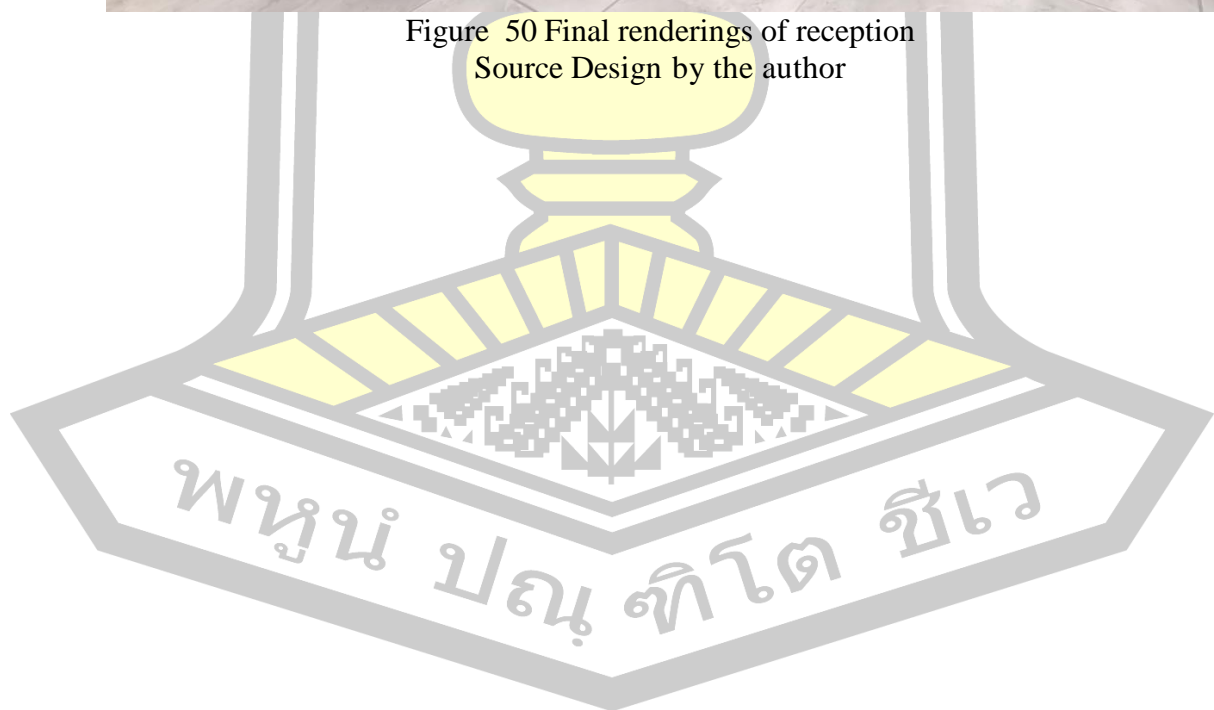 Figure 50 Final renderings of reception
Source Design by the author
พหูนํ ปณฺฑิโต ชีเว